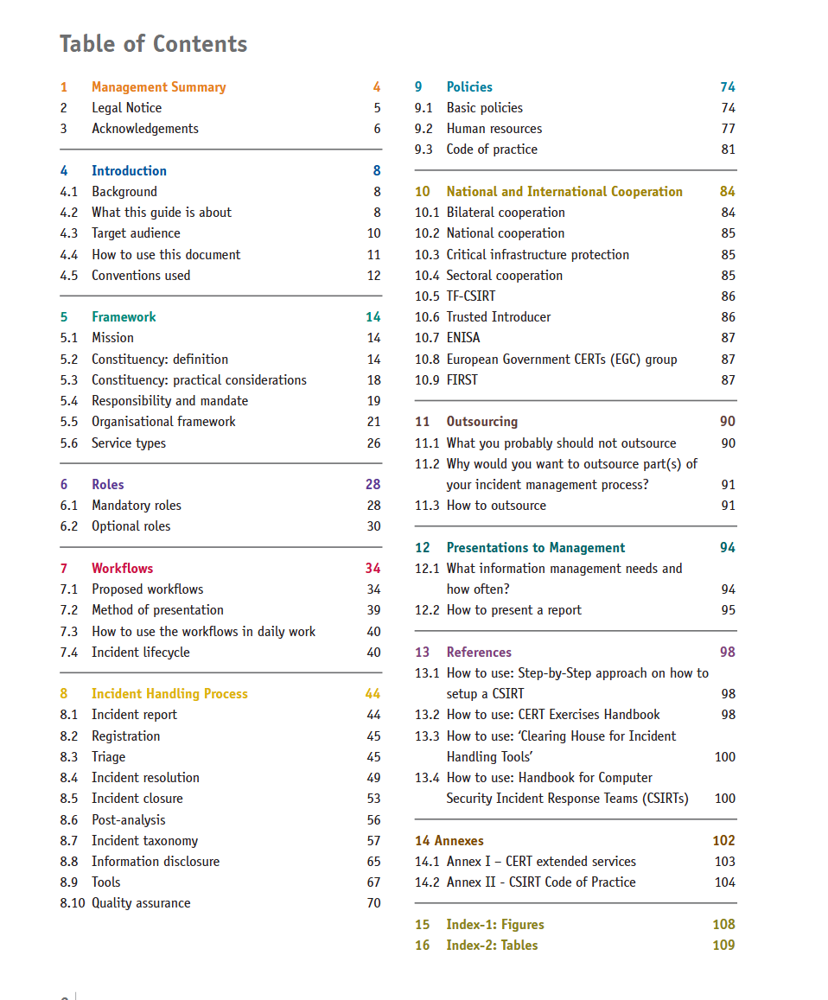 Table of Contents
1 Management Summary 4
2 Legal Notice 5
3 Acknowledgements 6
4 Introduction 8
4.1 Background 8
4.2 What this guide is about 8
4.3 Target audience 10
4.4 How to use this document 11
4.5 Conventions used 12
5 Framework 14
5.1 Mission 14
5.2 Constituency: definition 14
5.3 Constituency: practical considerations 18
5.4 Responsibility and mandate 19
5.5 Organisational framework 21
5.6 Service types 26
6 Roles 28
6.1 Mandatory roles 28
6.2 Optional roles 30
7 Workflows 34
7.1 Proposed workflows 34
7.2 Method of presentation 39
7.3 How to use the workflows in daily work 40
7.4 Incident lifecycle 40
8 Incident Handling Process 44
8.1 Incident report 44
8.2 Registration 45
8.3 Triage 45
8.4 Incident resolution 49
8.5 Incident closure 53
8.6 Post-analysis 56
8.7 Incident taxonomy 57
8.8 Information disclosure 65
8.9 Tools 67
8.10 Quality assurance 70
9 Policies 74
9.1 Basic policies 74
9.2 Human resources 77
9.3 Code of practice 81
10 National and International Cooperation 84
10.1 Bilateral cooperation 84
10.2 National cooperation 85
10.3 Critical infrastructure protection 85
10.4 Sectoral cooperation 85
10.5 TF-CSIRT 86
10.6 Trusted Introducer 86
10.7 ENISA 87
10.8 European Government CERTs (EGC) group 87
10.9 FIRST 87
11 Outsourcing 90
11.1 What you probably should not outsource 90
11.2 Why would you want to outsource part(s) of
your incident management process? 91
11.3 How to outsource 91
12 Presentations to Management 94
12.1 What information management needs and
how often? 94
12.2 How to present a report 95
13 References 98
13.1 How to use: Step-by-Step approach on how to
setup a CSIRT 98
13.2 How to use: CERT Exercises Handbook 98
13.3 How to use: ‘Clearing House for Incident
Handling Tools’ 100
13.4 How to use: Handbook for Computer
Security Incident Response Teams (CSIRTs) 100
14 Annexes 102
14.1 Annex I – CERT extended services 103
14.2 Annex II - CSIRT Code of Practice 104
15 Index-1: Figures 108
16 Index-2: Tables 109